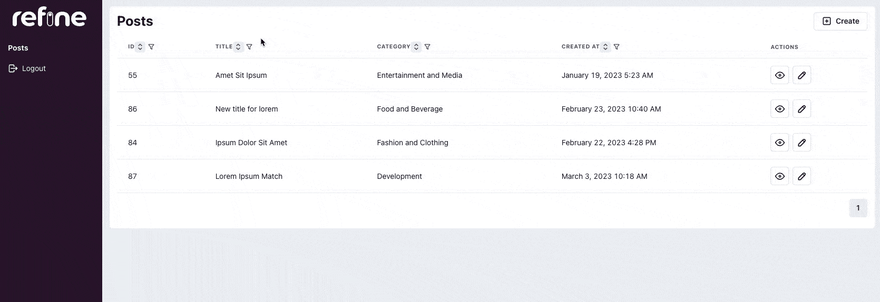 refine
Posts
Logout
Posts
Create
ID TITLE CATEGORY CREATED AT ACTIONS
55 Amet Sit Ipsum Entertainment and Media January 19, 2023 5:23 AM
86 New title for lorem Food and Beverage February 23, 2023 10:40 AM
84 Ipsum Dolor Sit Amet Fashion and Clothing February 22, 2023 4:28 PM
87 Lorem Ipsum Match Development March 3, 2023 10:18 AM
1